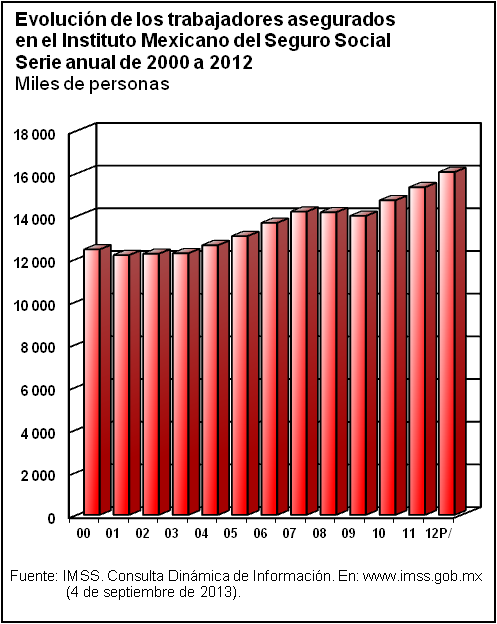 Evolución de los trabajadores asegurados
en el Instituto Mexicano del Seguro Social
Serie anual de 2000 a 2012
Miles de personas
18 000
16 000
14 000
12 000
10 000
8 000
6 000
4 000
2 000
0
00 01 02 03 04 05 06 07 08 09 10 11 12P/
Fuente: IMSS. Consulta Dinámica de Información. En: www.imss.gob.mx
(4 de septiembre de 2013).